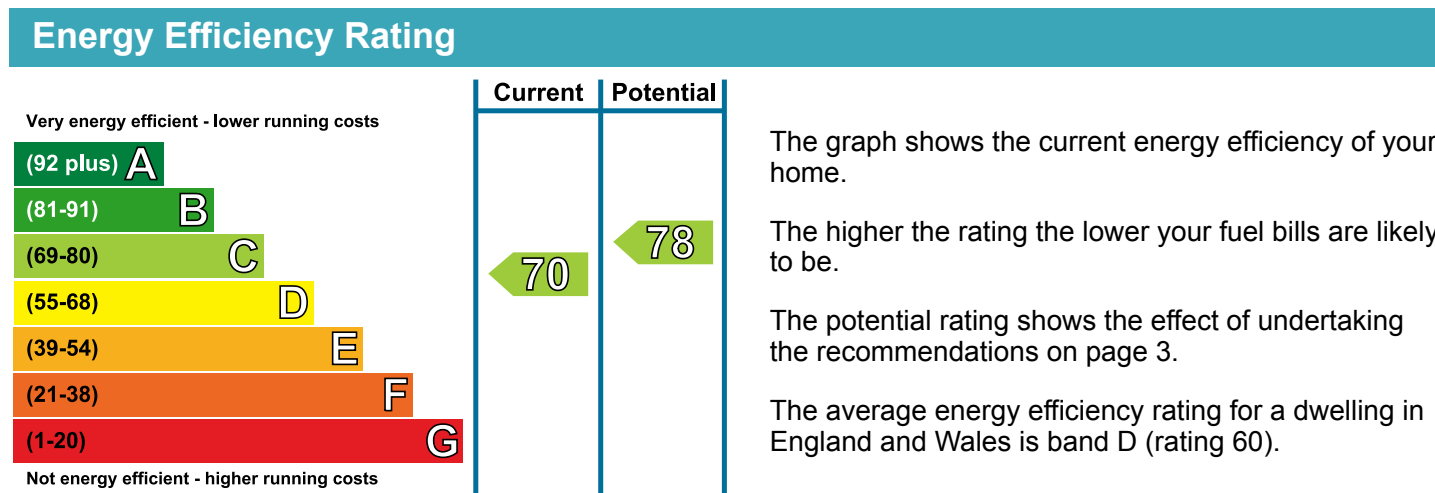 Energy Efficiency Rating
Current Potential
Very energy efficient - lower running costs
(92 plus) A
(81-91) B
(69-80) C
(55-68) D
(39-54) E
(21-38) F
(1-20) G
Not energy efficient - higher running costs
70
78
The graph shows the current energy efficiency of your
home.
The higher the rating the lower your fuel bills are likely
to be.
The potential rating shows the effect of undertaking
the recommendations on page 3.
The average energy efficiency rating for a dwelling in
England and Wales is band D (rating 60).